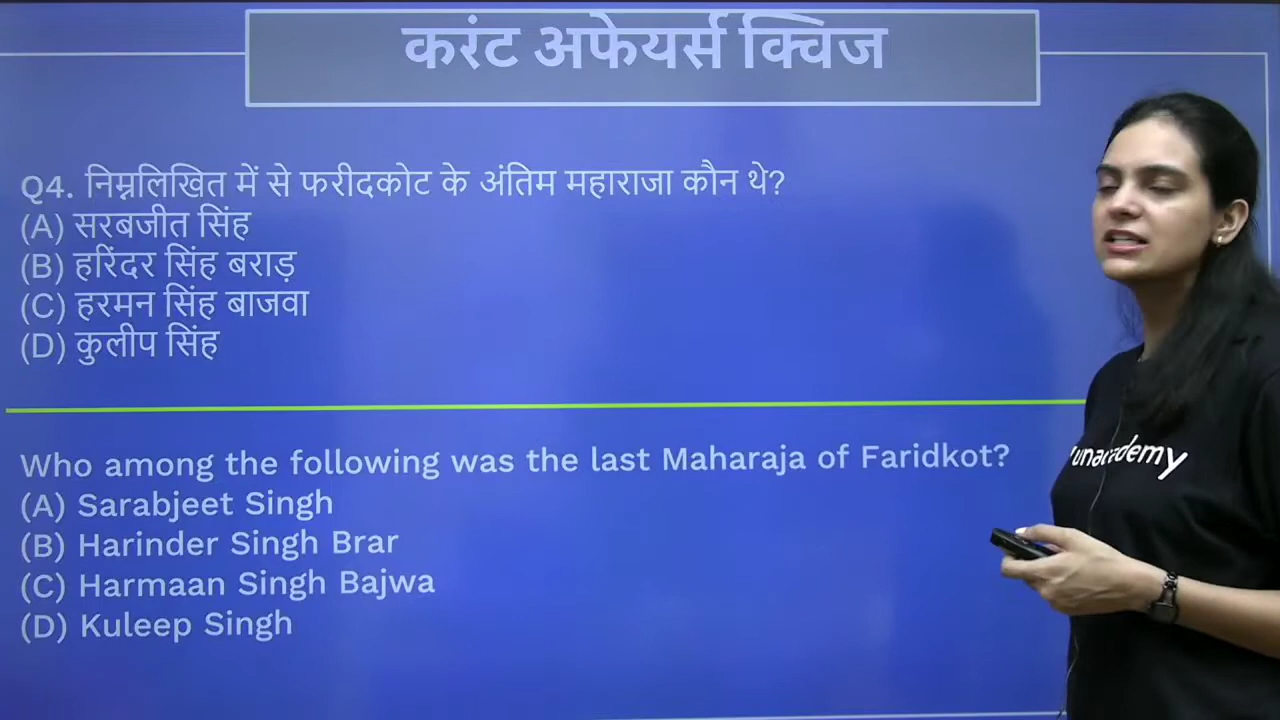 करंट अफेयर्स क्विज
Q4. निम्नलिखित में से फरीदकोट के अंतिम महाराजा कौन थे?
(A) सरबजीत सिंह
(B) हरिंदर सिंह बराड़
(C) हरमन सिंह बाजवा
(D) कुलीप सिंह
Who among the following was the last Maharaja of Faridkot?
(A) Sarabjeet Singh
(B) Harinder Singh Brar
(C) Harmaan Singh Bajwa
(D) Kuleep Singh
unacademy